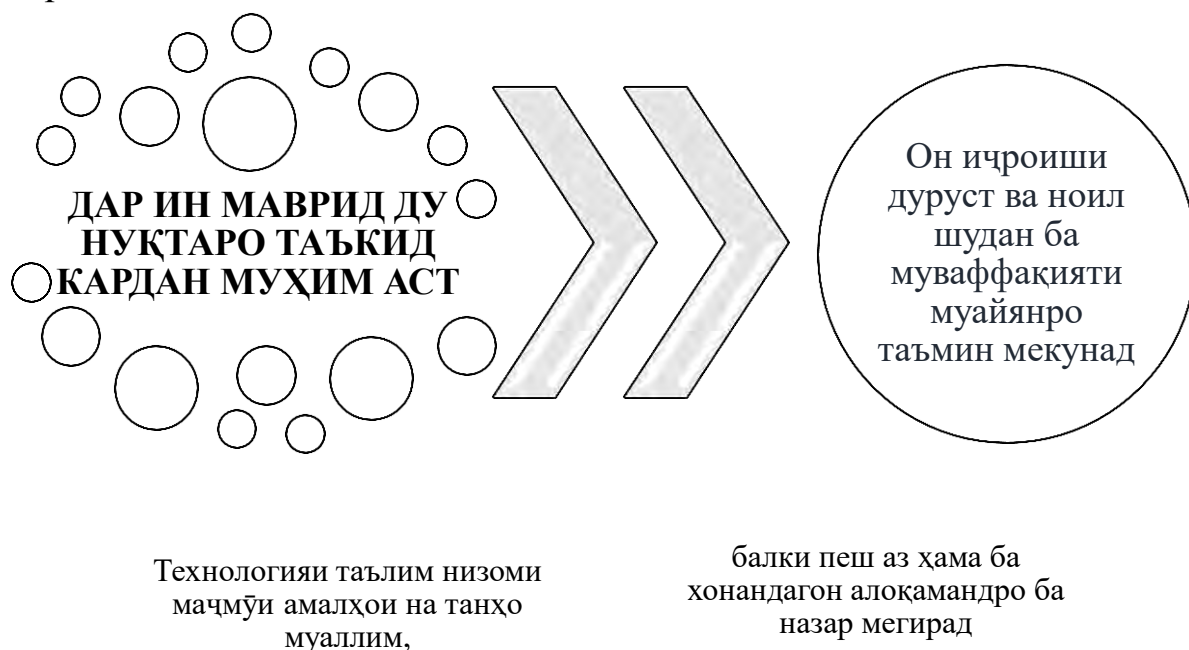 ДАР ИН МАВРИД ДУ
НУҚТАРО ТАЪКИД
КАРДАН МУҲИМ АСТ
Он иҷроиши
дуруст ва ноил
шудан ба
муваффақияти
муайянро
таъмин мекунад
Технологияи таълим низоми
маҷмӯи амалҳои на танҳо
муаллим,
балки пеш аз ҳама ба
хонандагон алоқамандро ба
назар мегирад